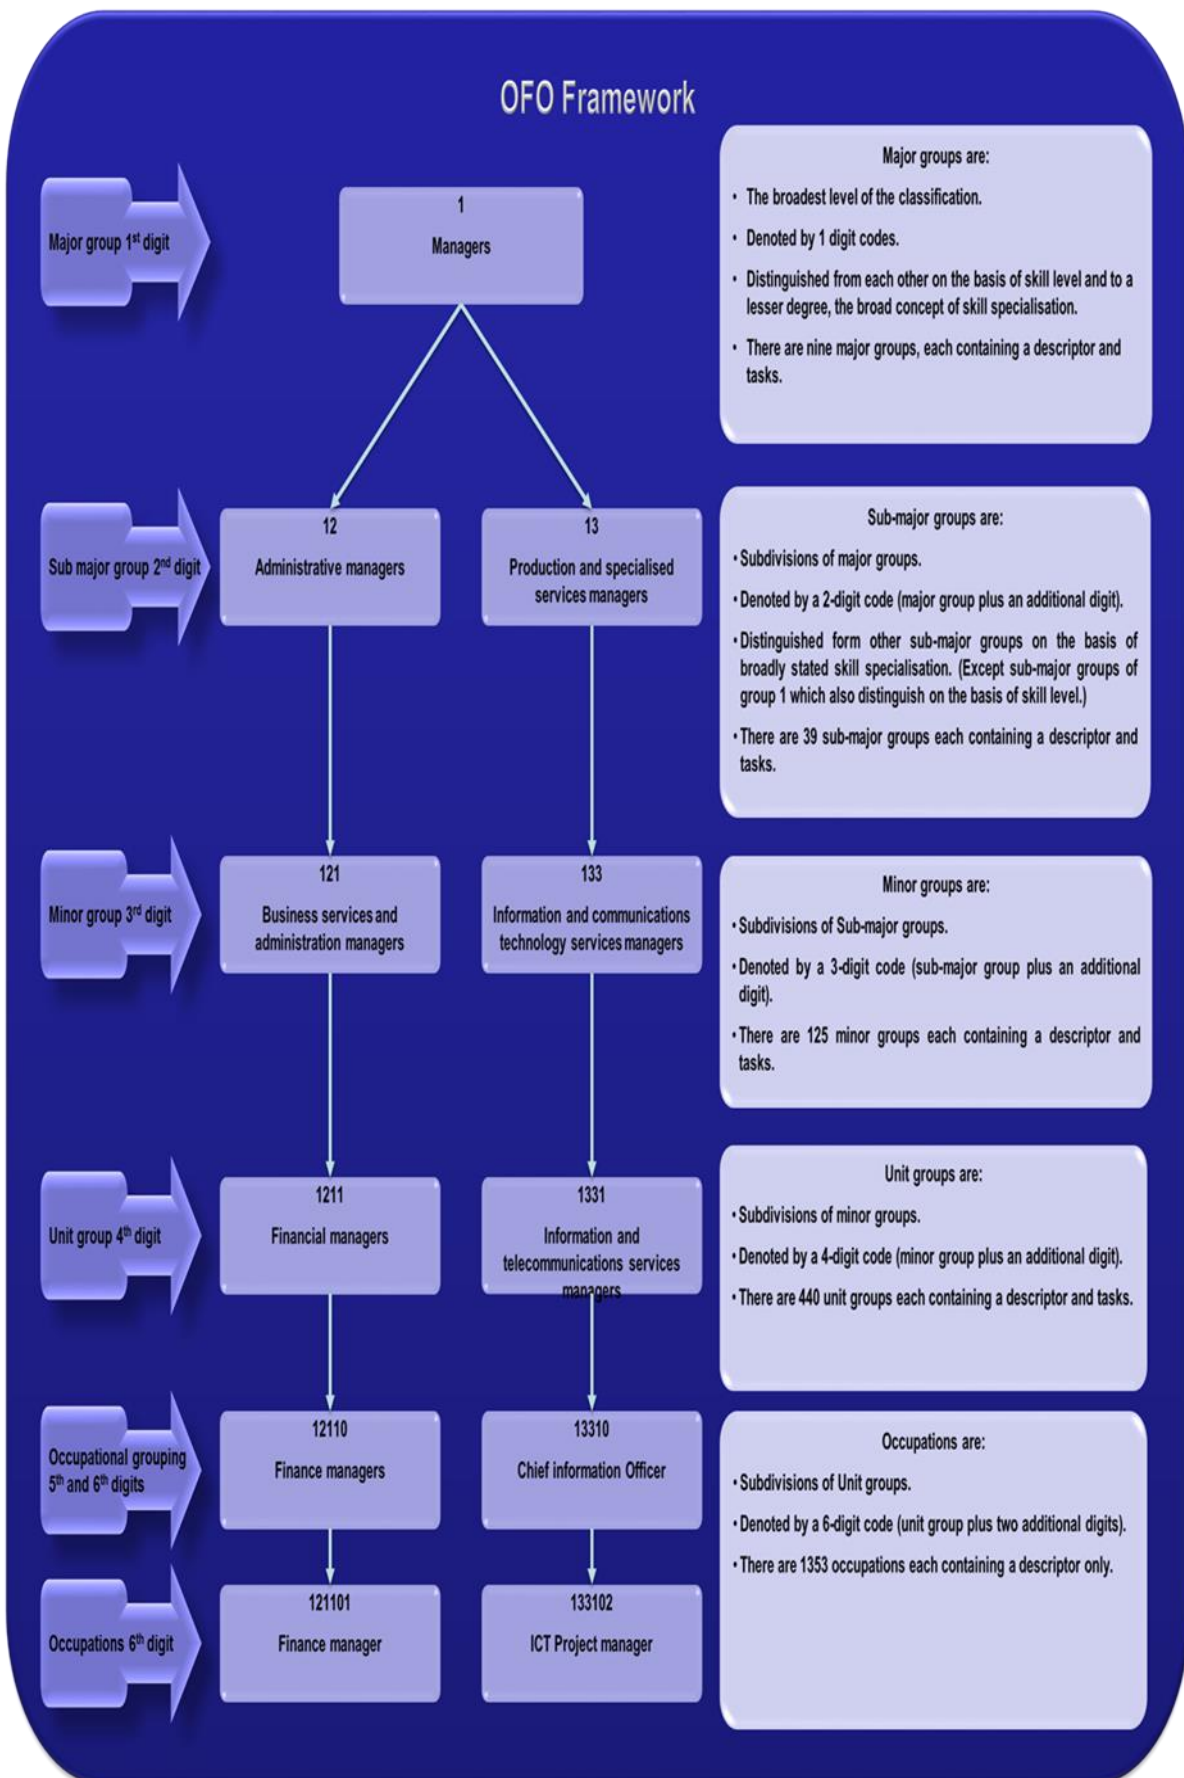 OFO Framework
Major group 1st digit
1
Managers
Major groups are:
• The broadest level of the classification.
• Denoted by 1 digit codes.
• Distinguished from each other on the basis of skill level and to a
lesser degree, the broad concept of skill specialisation.
• There are nine major groups, each containing a descriptor and
tasks.
Sub major group 2nd digit
12
Administrative managers
13
Production and specialised
services managers
Sub-major groups are:
• Subdivisions of major groups.
• Denoted by a 2-digit code (major group plus an additional digit).
• Distinguished form other sub-major groups on the basis of
broadly stated skill specialisation. (Except sub-major groups of
group 1 which also distinguish on the basis of skill level.)
• There are 39 sub-major groups each containing a descriptor and
tasks.
Minor group 3rd digit
121
Business services and
administration managers
133
Information and communications
technology services managers
Minor groups are:
• Subdivisions of Sub-major groups.
• Denoted by a 3-digit code (sub-major group plus an additional
digit).
• There are 125 minor groups each containing a descriptor and
tasks.
Unit group 4th digit
1211
Financial managers
1331
Information and
telecommunications services
managers
Unit groups are:
• Subdivisions of minor groups.
• Denoted by a 4-digit code (minor group plus an additional digit).
• There are 440 unit groups each containing a descriptor and tasks.
Occupational grouping
5th and 6th digits
12110
Finance managers
13310
Chief information Officer
Occupations are:
• Subdivisions of Unit groups.
• Denoted by a 6-digit code (unit group plus two additional digits).
• There are 1353 occupations each containing a descriptor only.
Occupations 6th digit
121101
Finance manager
133102
ICT Project manager